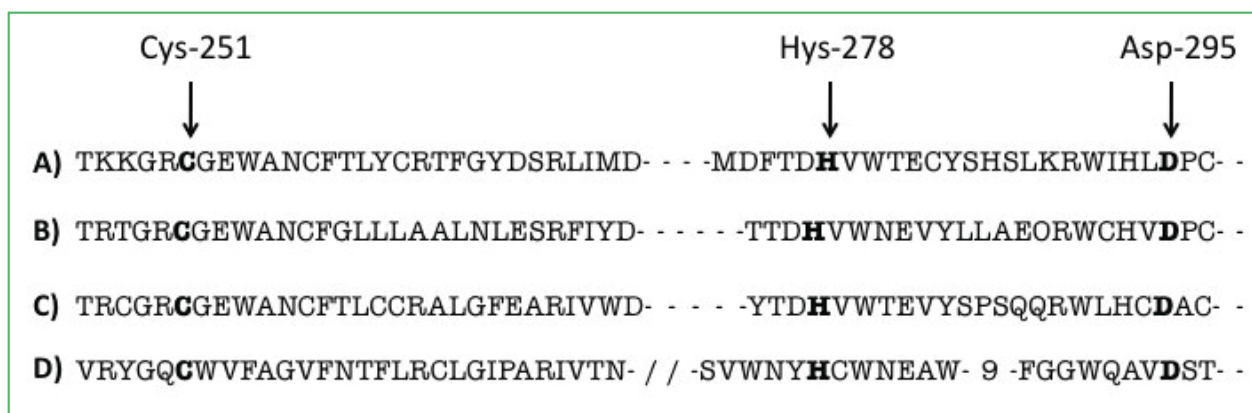 Cys-251 Hys-278 Asp-295
A) TKKGRCGEWANCFTLYCRTFGYDSRLIMD- - - -MDFTDHVWTECYSHSLKRWIHLDPC- -
B) TRTGRCGEWANCFGLLLAALNLESRFIYD- - - - - -TTDHVWNEVYLLAEORWCHVDPC- -
C) TRCGRCGEWANCFTLCCRALGFEARIVWD- - - - - -YTDHVWTEVYSPSQQRWLHCDAC- -
D) VRYGQCWVFAGVFNTFLRCLGIPARIVTN- / / -SVWNYHCWNEAW- 9 -FGGWQAVDST- -